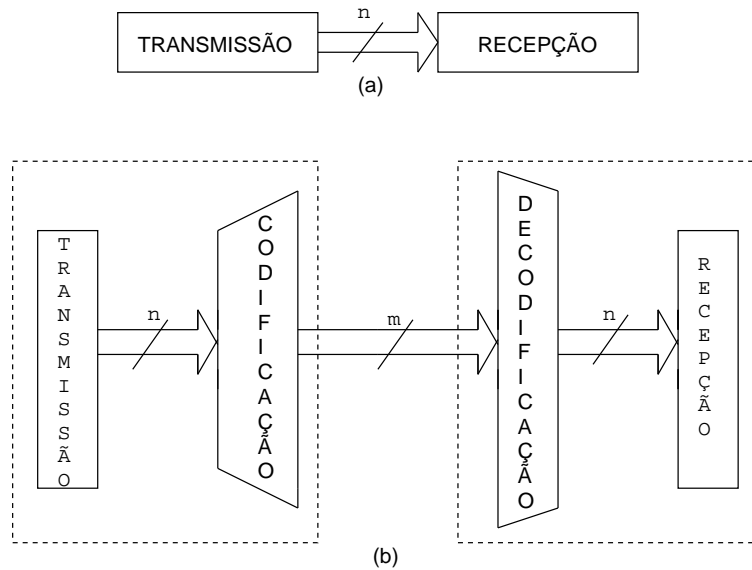 n
TRANSMISSÃO
RECEPÇÃO
(a)
TRANSMISSÃO
n
CODIFICAÇÃO
m
DECODIFICAÇÃO
n
RECEPÇÃO
(b)